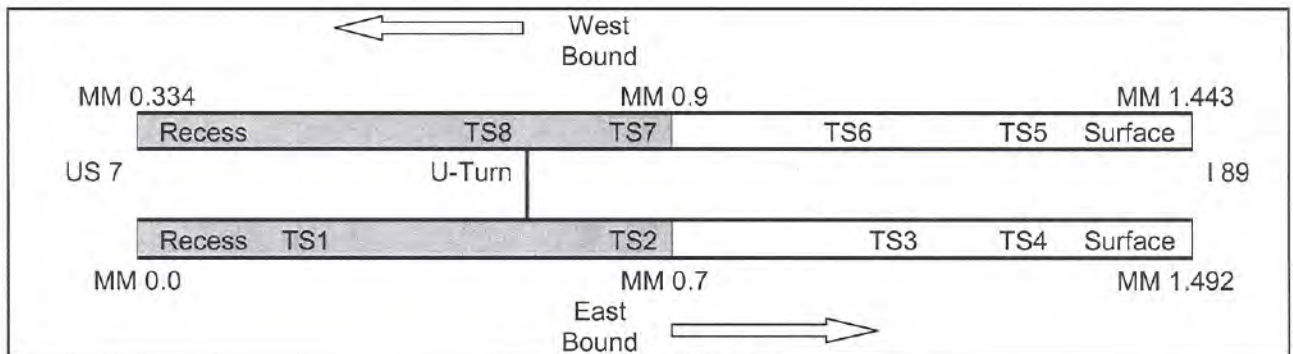 West
Bound
MM 0.334 MM 0.9 MM 1.443
Recess TS8 TS7 TS6 TS5 Surface
US 7 U-Turn I 89
Recess TS1 TS2 TS3 TS4 Surface
MM 0.0 MM 0.7 MM 1.492
East
Bound